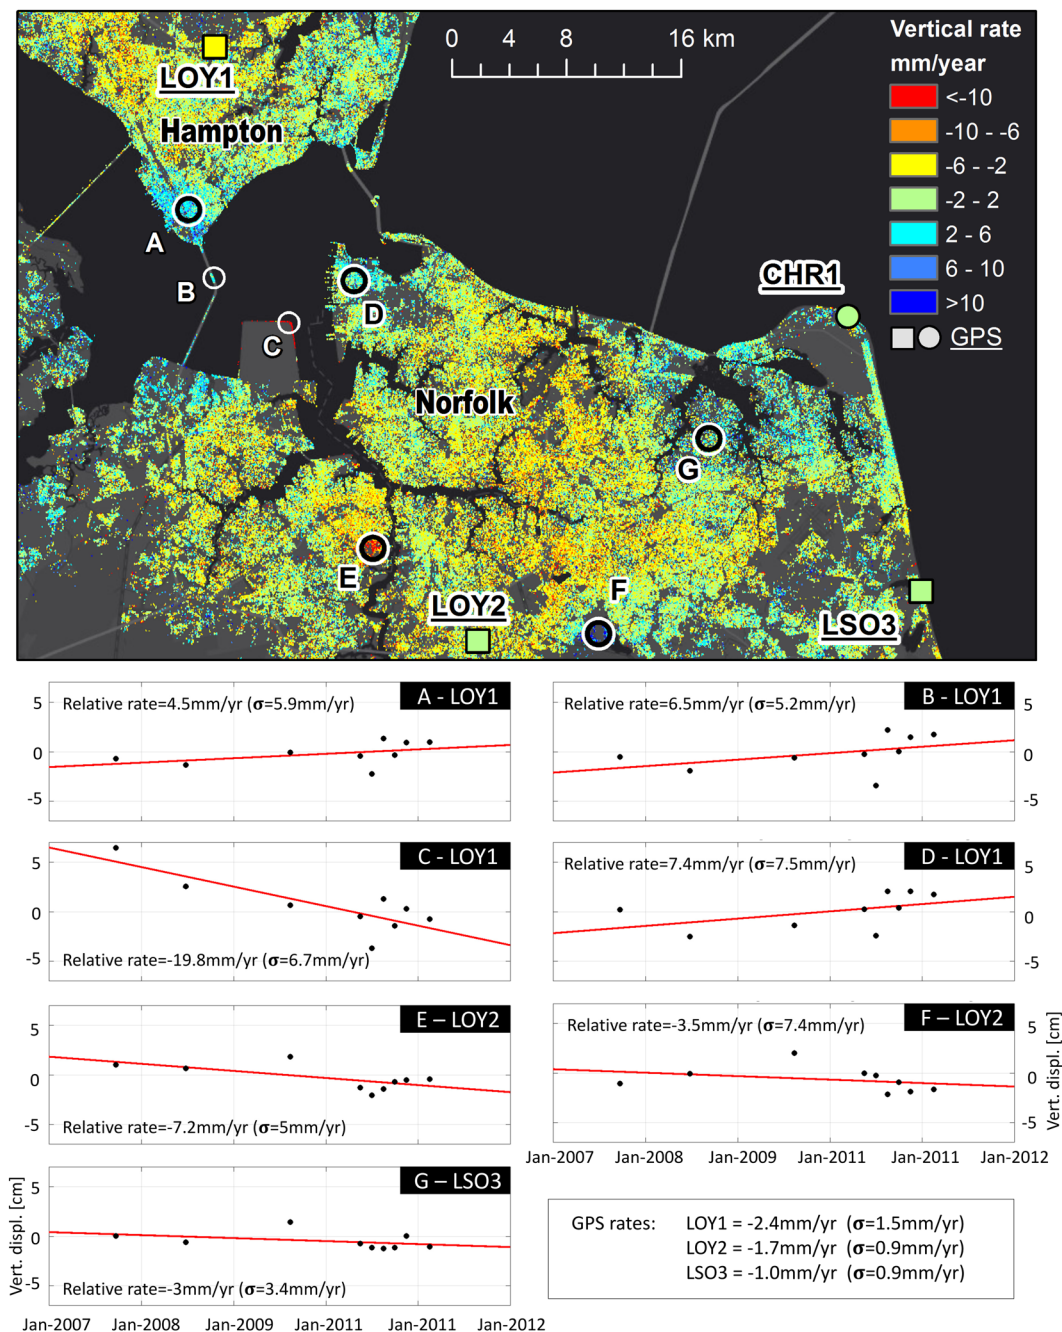 0 4 8 16 km
Vertical rate
mm/year
<-10
-10 - -6
-6 - -2
-2 - 2
2 - 6
6 - 10
>10
GPS
LOY1
Hampton
A
B
C
D
CHR1
Norfolk
G
E
F
LOY2
LSO3
A - LOY1
Relative rate=4.5mm/yr (σ=5.9mm/yr)
5
0
-5
B - LOY1
Relative rate=6.5mm/yr (σ=5.2mm/yr)
5
0
-5
C - LOY1
5
0
-5
Relative rate=-19.8mm/yr (σ=6.7mm/yr)
D - LOY1
Relative rate=7.4mm/yr (σ=7.5mm/yr)
5
0
-5
E – LOY2
5
0
-5
Relative rate=-7.2mm/yr (σ=5mm/yr)
F – LOY2
Relative rate=-3.5mm/yr (σ=7.4mm/yr)
5
0
-5
Vert. displ. [cm]
Jan-2007 Jan-2008 Jan-2009 Jan-2011 Jan-2011 Jan-2012
G – LSO3
5
0
-5
Vert. displ. [cm]
Relative rate=-3mm/yr (σ=3.4mm/yr)
Jan-2007 Jan-2008 Jan-2009 Jan-2011 Jan-2011 Jan-2012
GPS rates: LOY1 = -2.4mm/yr (σ=1.5mm/yr)
LOY2 = -1.7mm/yr (σ=0.9mm/yr)
LSO3 = -1.0mm/yr (σ=0.9mm/yr)